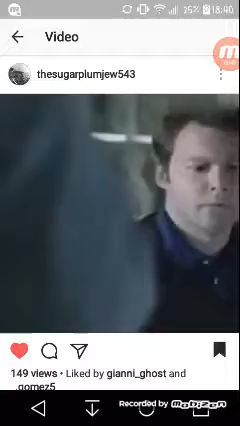 25% 18:40
Video
thesugarplumjew543
149 views • Liked by gianni_ghost and
.gomez5
Recorded by MOBIZEN